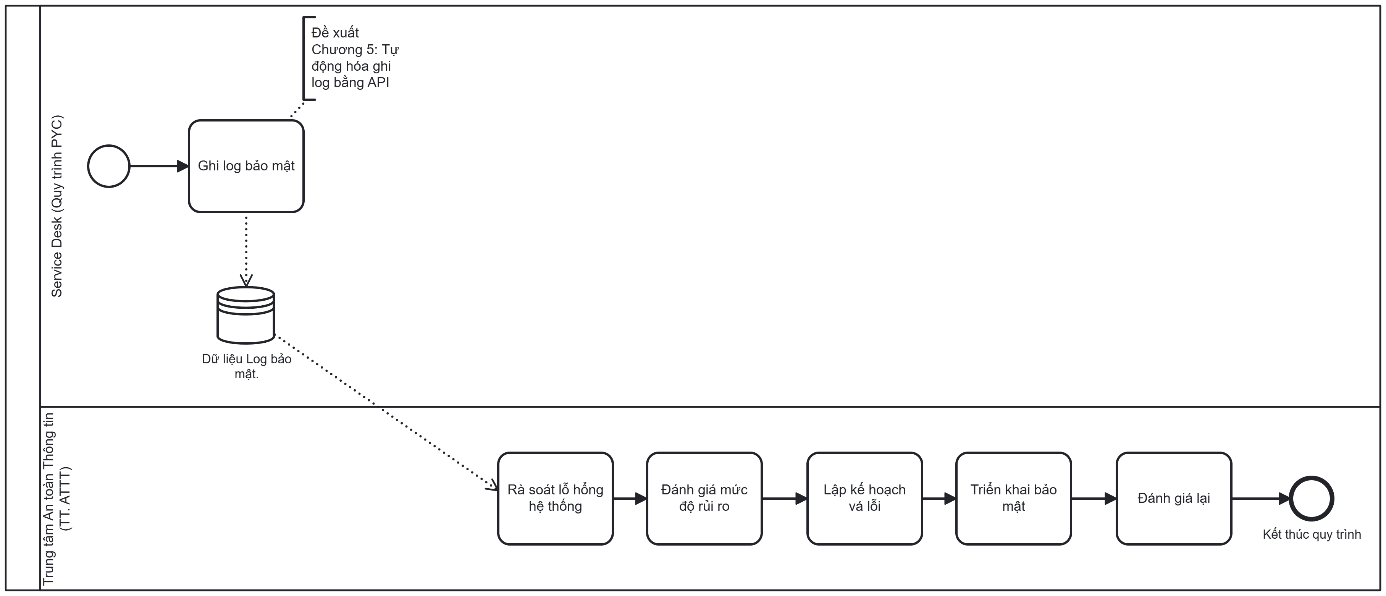 Đề xuất
Chương 5: Tự
động hóa ghi
log bằng API
Service Desk (Quy trình PYC)
Ghi log bảo mật
Dữ liệu Log bảo
mật.
Trung tâm An toàn Thông tin
(TT. ATTT)
Rà soát lỗ hổng
hệ thống
Đánh giá mức
độ rủi ro
Lập kế hoạch
vá lỗi
Triển khai bảo
mật
Đánh giá lại
Kết thúc quy trình